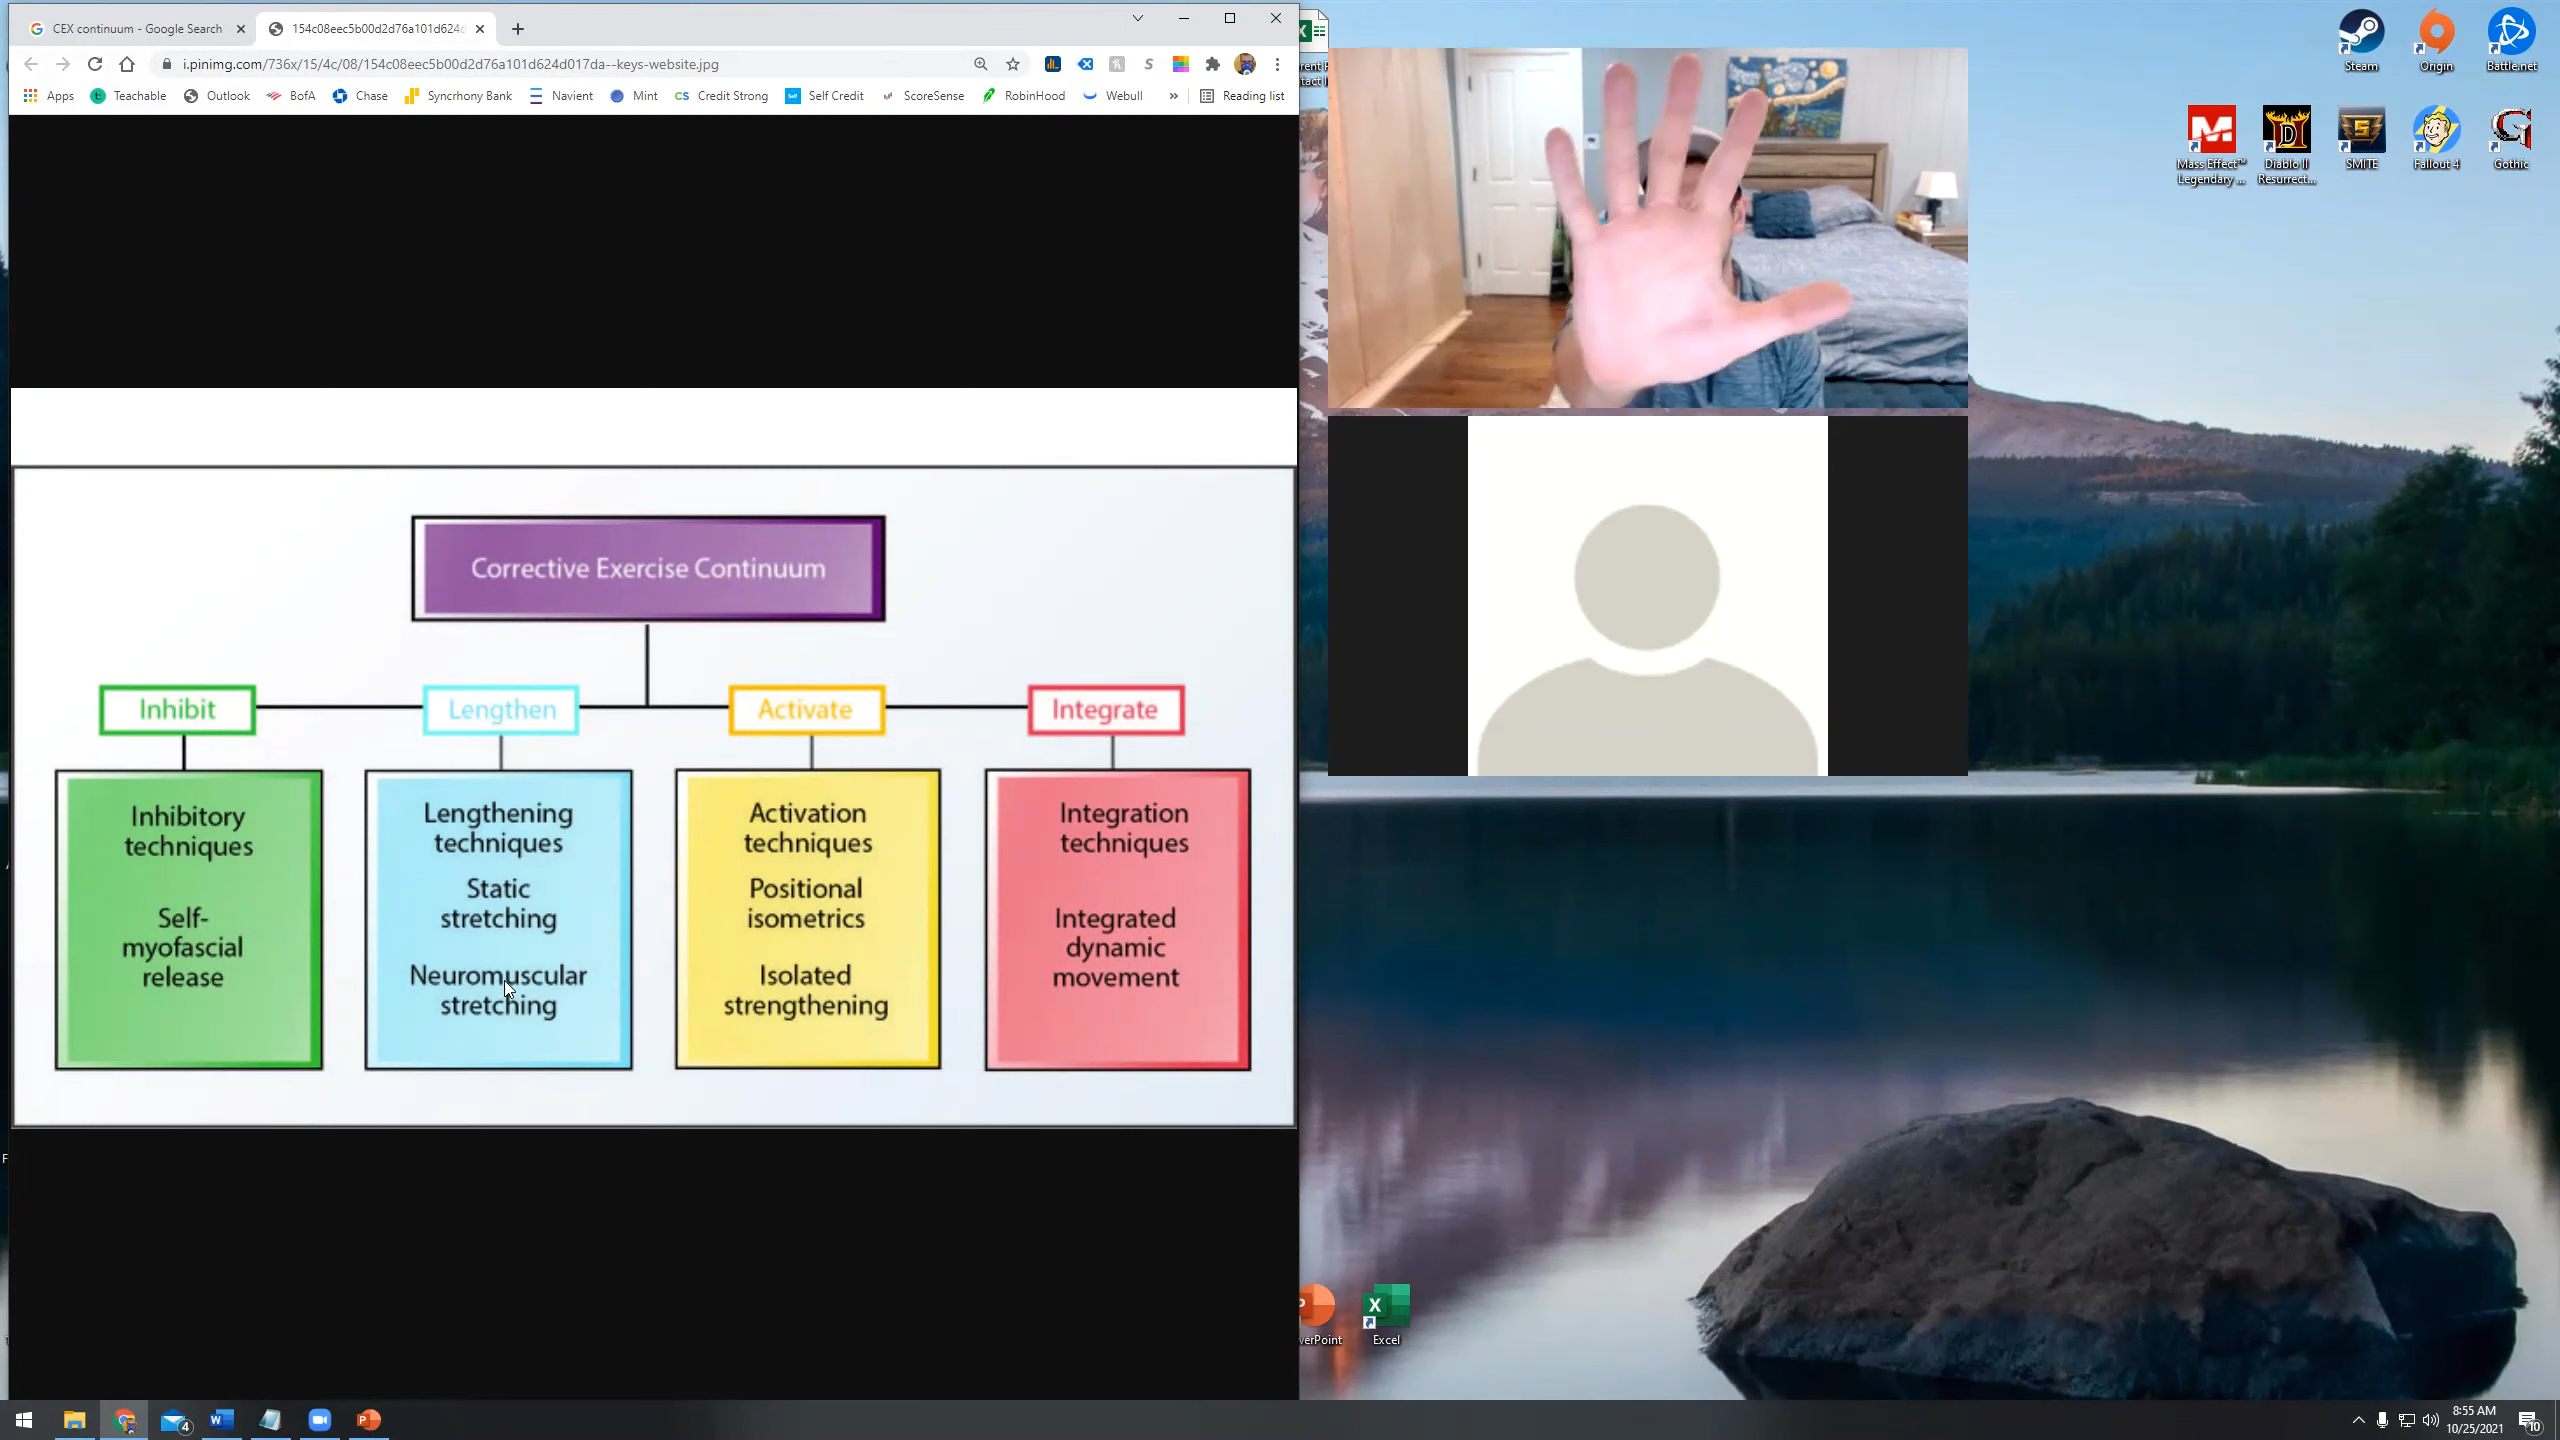 CEX continuum - Google Search
154c08eec5b00d2d76a101d624d
i.pinimg.com/736x/15/4c/08/154c08eec5b00d2d76a101d624d017da--keys-website.jpg
Apps Teachable Outlook BofA Chase Syncrhony Bank Navient Mint CS Credit Strong Self Credit ScoreSense RobinHood Webull » Reading list
Corrective Exercise Continuum
Inhibit Lengthen Activate Integrate
Inhibitory
techniques
Self-
myofascial
release
Lengthening
techniques
Static
stretching
Neuromuscular
stretching
Activation
techniques
Positional
isometrics
Isolated
strengthening
Integration
techniques
Integrated
dynamic
movement
Steam
Origin
Battle.net
Mass Effect™
Legendary ...
Diablo II
Resurrect...
SMITE
Fallout 4
Gothic
Excel
4
8:55 AM
10/25/2021
10